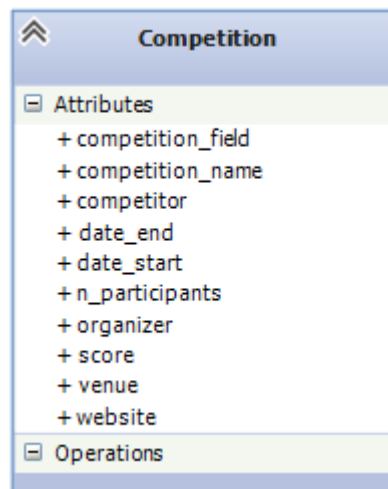 Competition
Attributes
+ competition_field
+ competition_name
+ competitor
+ date_end
+ date_start
+ n_participants
+ organizer
+ score
+ venue
+ website
Operations